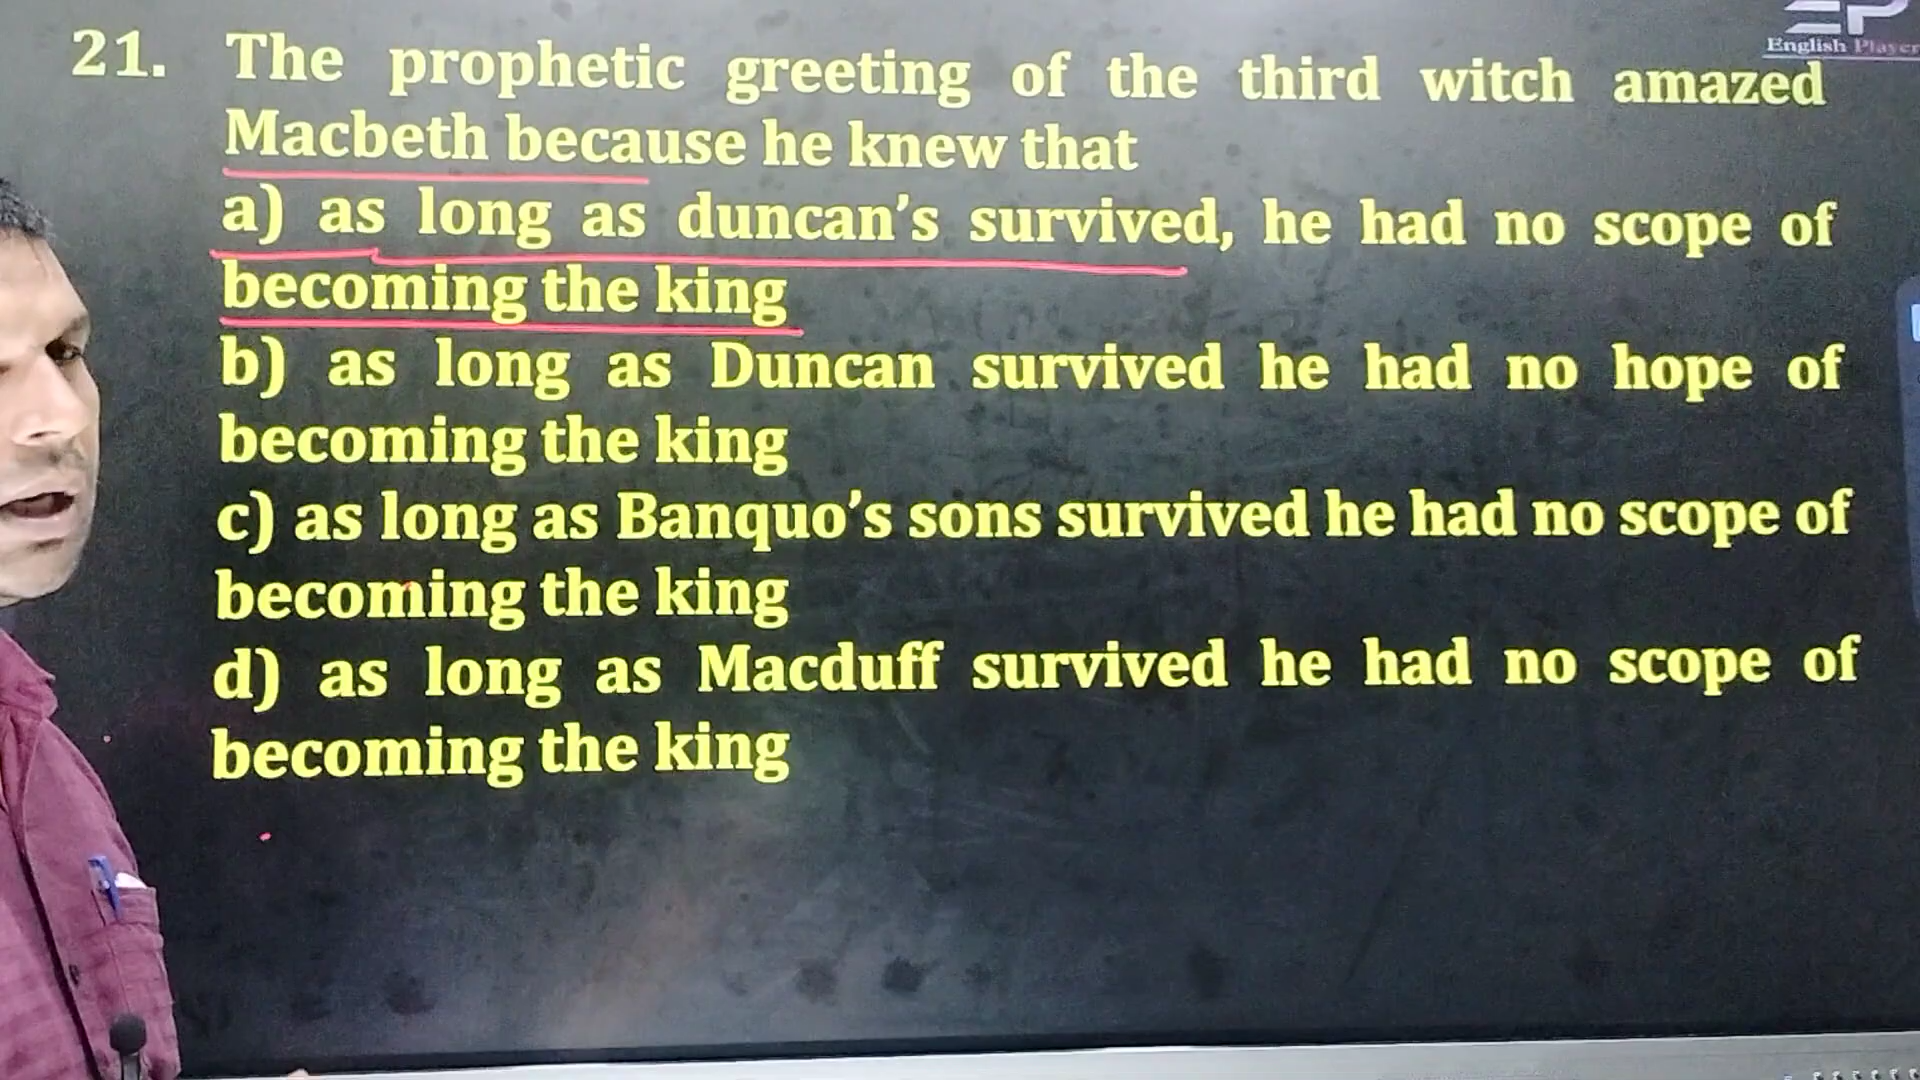 EP
English Player
21. The prophetic greeting of the third witch amazed
Macbeth because he knew that
a) as long as duncan's survived, he had no scope of
becoming the king
b) as long as Duncan survived he had no hope of
becoming the king
c) as long as Banquo's sons survived he had no scope of
becoming the king
d) as long as Macduff survived he had no scope of
becoming the king